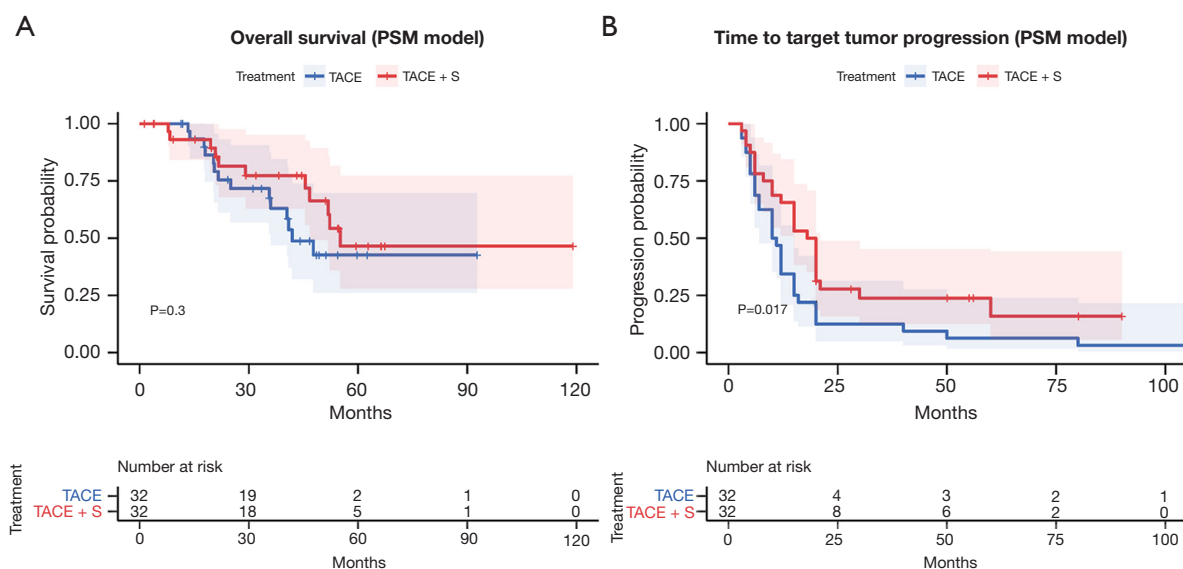 A
Overall survival (PSM model)
Treatment TACE TACE + S
Survival probability
1.00
0.75
0.50
0.25
0.00
P=0.3
0 30 60 90 120
Months
Number at risk
Treatment
TACE 32 19 2 1 0
TACE + S 32 18 5 1 0
0 30 60 90 120
Months
B
Time to target tumor progression (PSM model)
Treatment TACE TACE + S
Progression probability
1.00
0.75
0.50
0.25
0.00
P=0.017
0 25 50 75 100
Months
Number at risk
Treatment
TACE 32 4 3 2 1
TACE + S 32 8 6 2 0
0 25 50 75 100
Months